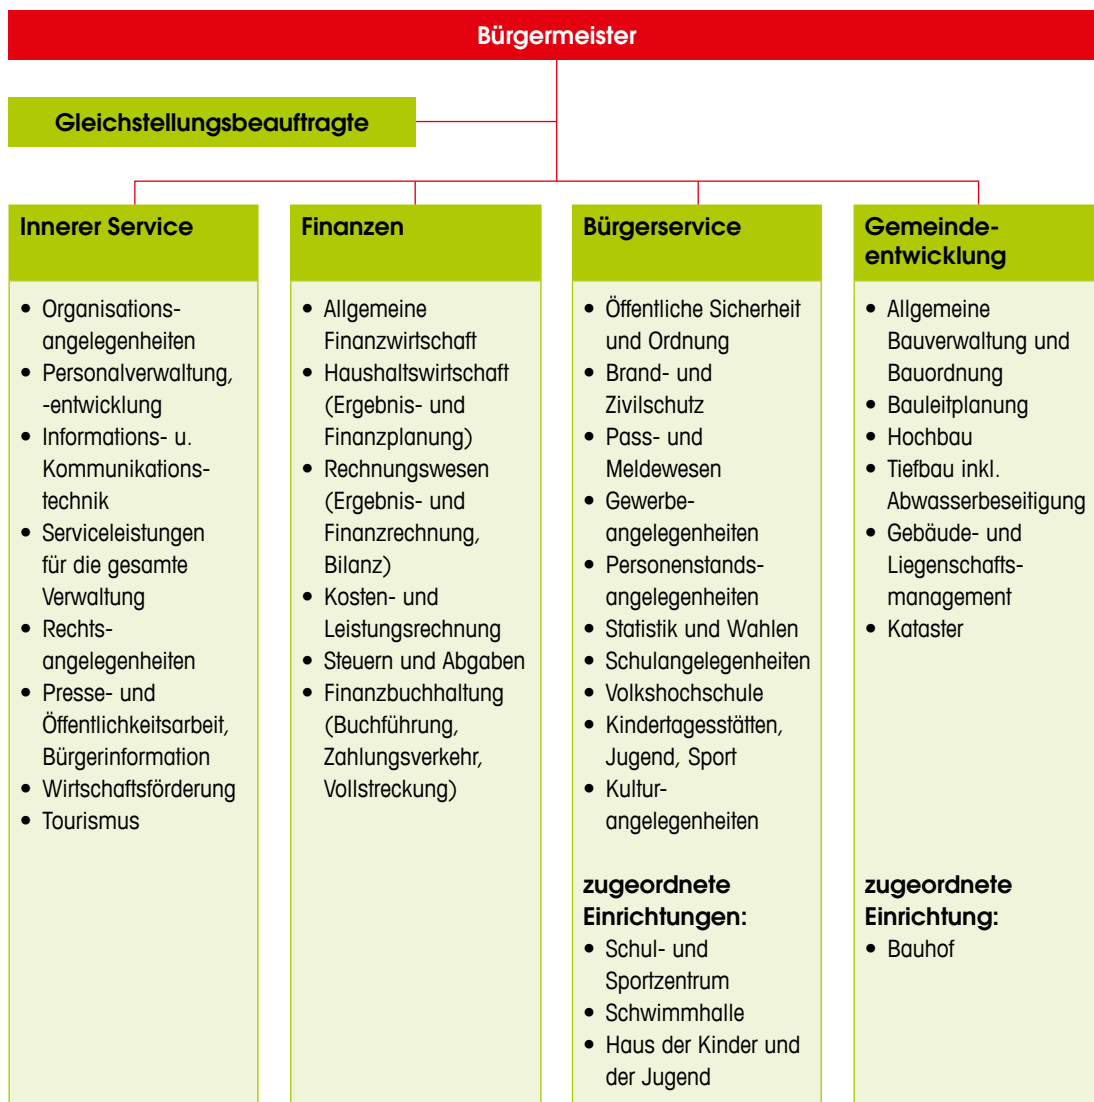 Bürgermeister
Gleichstellungsbeauftragte
Innerer Service
• Organisations-
angelegenheiten
• Personalverwaltung,
-entwicklung
• Informations- u.
Kommunikations-
technik
• Serviceleistungen
für die gesamte
Verwaltung
• Rechts-
angelegenheiten
• Presse- und
Öffentlichkeitsarbeit,
Bürgerinformation
• Wirtschaftsförderung
• Tourismus
Finanzen
• Allgemeine
Finanzwirtschaft
• Haushaltswirtschaft
(Ergebnis- und
Finanzplanung)
• Rechnungswesen
(Ergebnis- und
Finanzrechnung,
Bilanz)
• Kosten- und
Leistungsrechnung
• Steuern und Abgaben
• Finanzbuchhaltung
(Buchführung,
Zahlungsverkehr,
Vollstreckung)
Bürgerservice
• Öffentliche Sicherheit
und Ordnung
• Brand- und
Zivilschutz
• Pass- und
Meldewesen
• Gewerbe-
angelegenheiten
• Personenstands-
angelegenheiten
• Statistik und Wahlen
• Schulangelegenheiten
• Volkshochschule
• Kindertagesstätten,
Jugend, Sport
• Kultur-
angelegenheiten
zugeordnete
Einrichtungen:
• Schul- und
Sportzentrum
• Schwimmhalle
• Haus der Kinder und
der Jugend
Gemeinde-
entwicklung
• Allgemeine
Bauverwaltung und
Bauordnung
• Bauleitplanung
• Hochbau
• Tiefbau inkl.
Abwasserbeseitigung
• Gebäude- und
Liegenschafts-
management
• Kataster
zugeordnete
Einrichtung:
• Bauhof